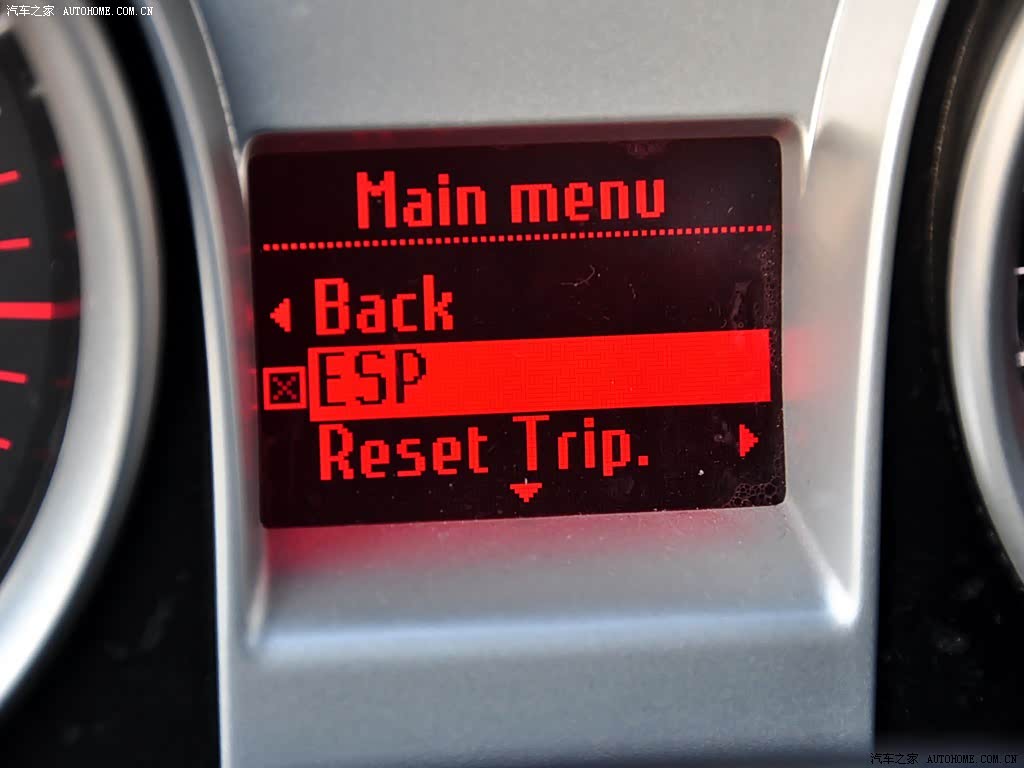 汽车之家 AUTOHOME.COM.CN
Main menu
Back
ESP
Reset Trip.
汽车之家 AUTOHOME.COM.CN